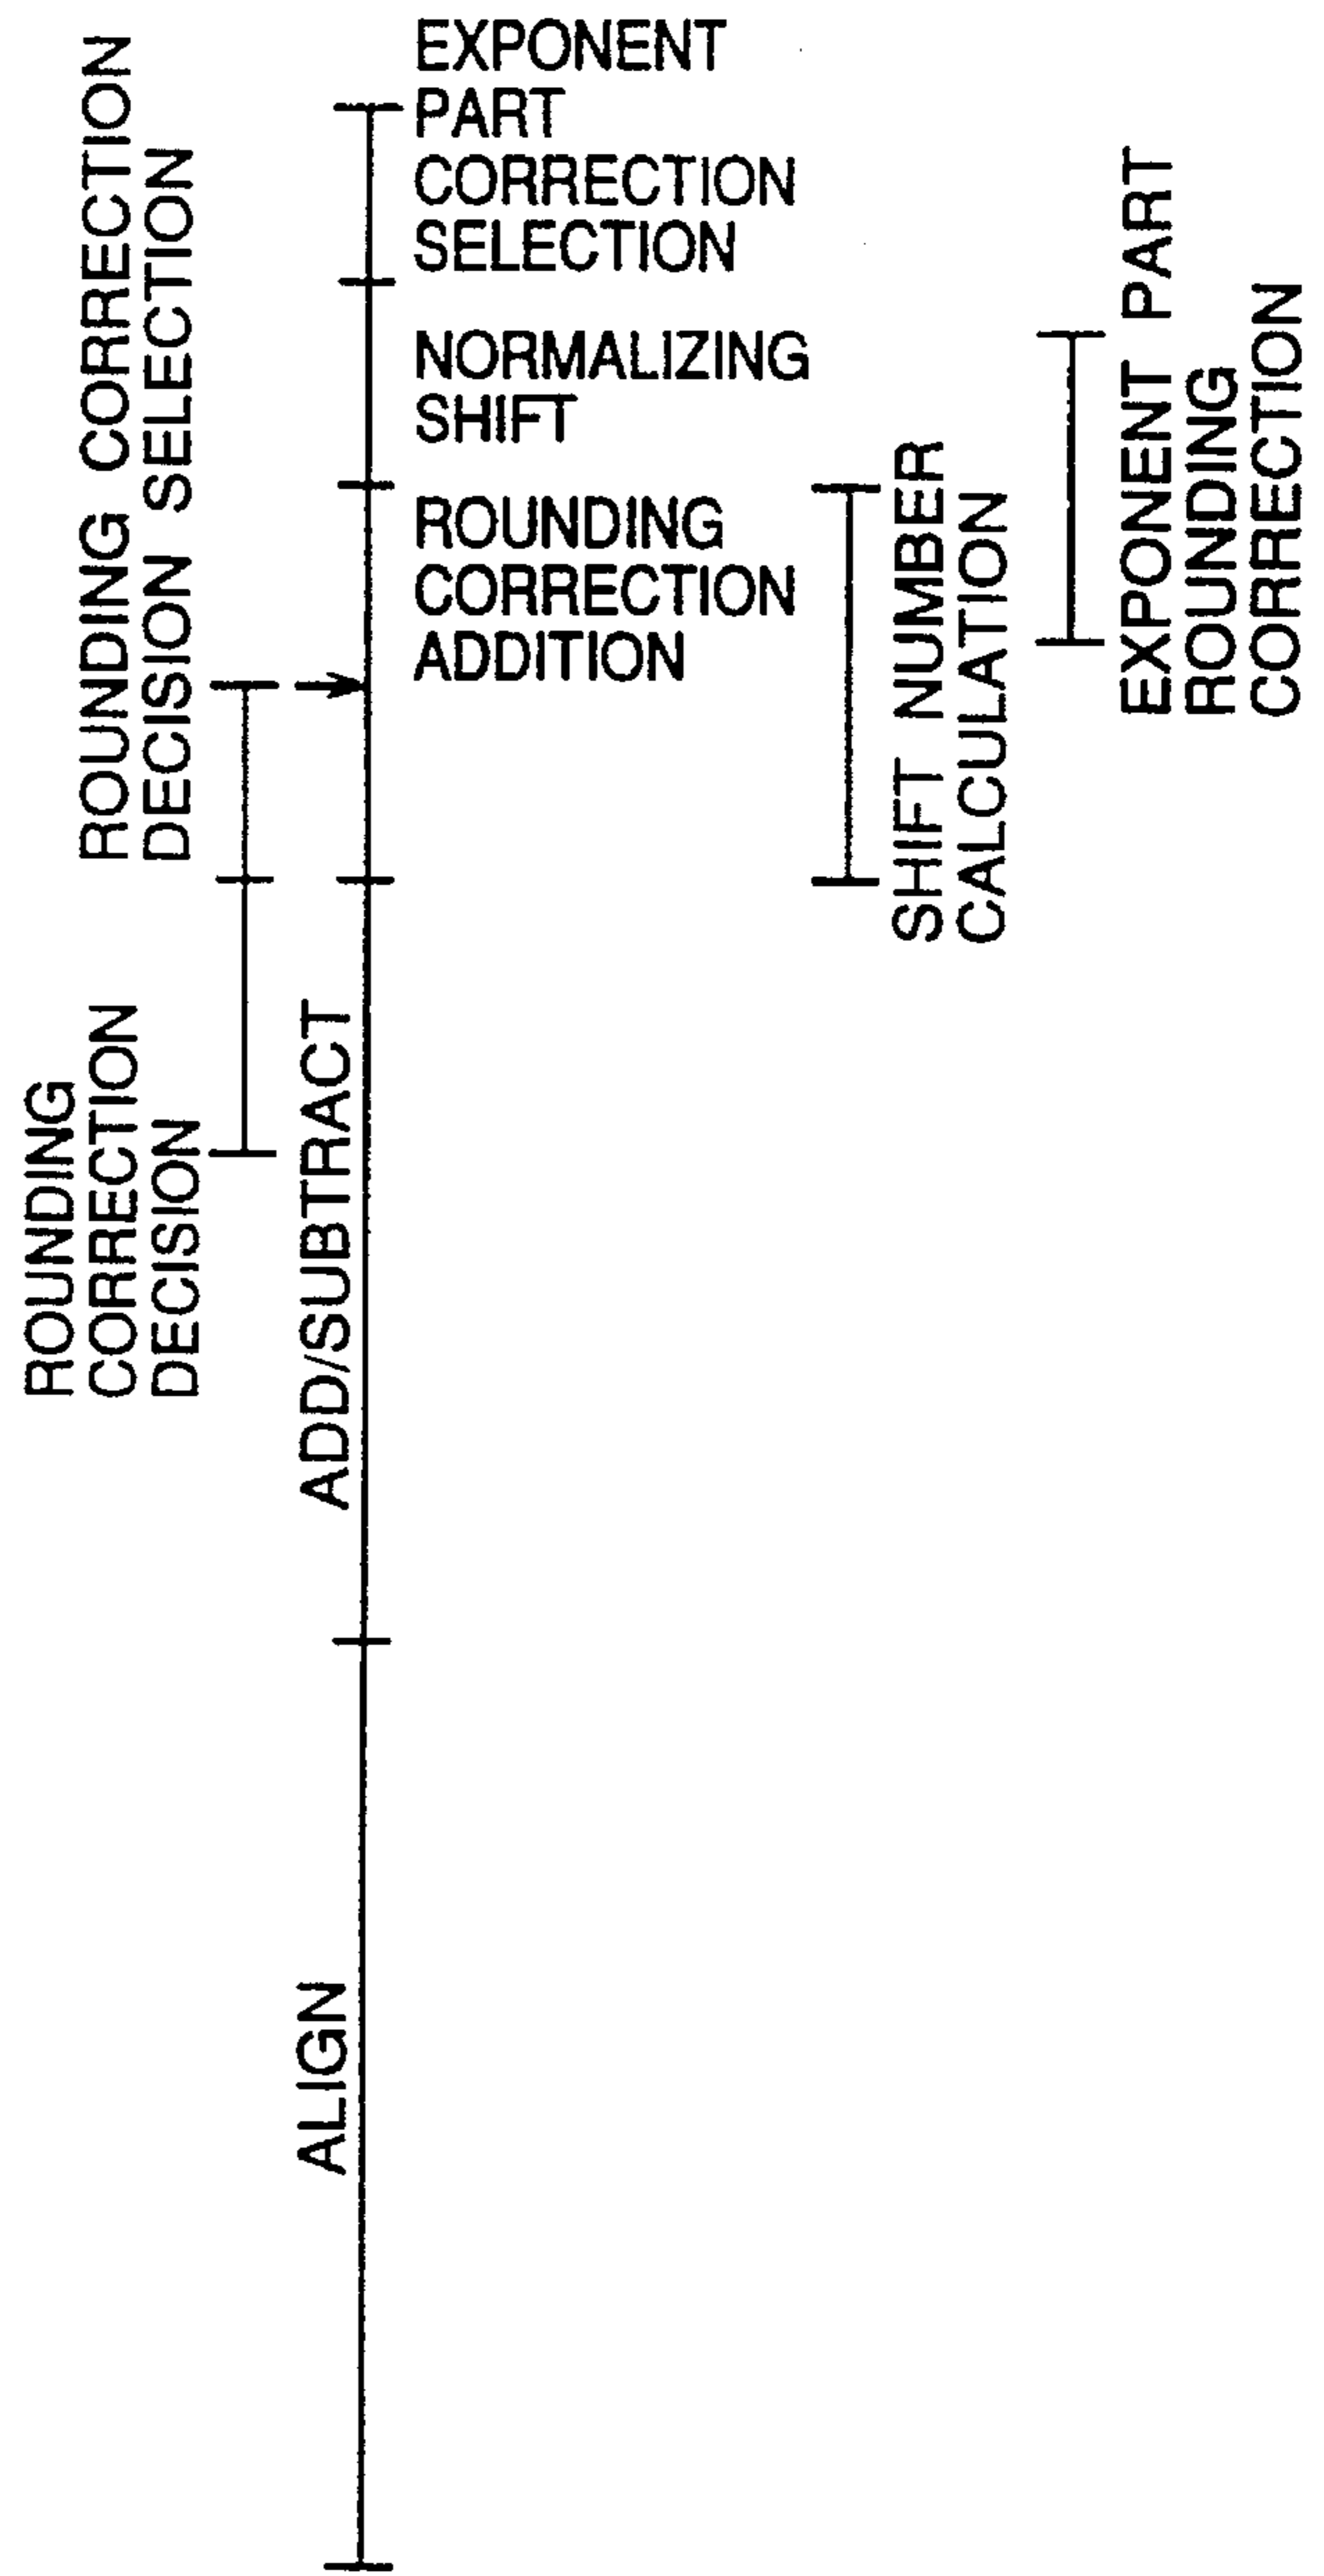 ROUNDING
CORRECTION
DECISION
ROUNDING CORRECTION
DECISION SELECTION
ALIGN
ADD/SUBTRACT
EXPONENT
PART
CORRECTION
SELECTION
NORMALIZING
SHIFT
ROUNDING
CORRECTION
ADDITION
SHIFT NUMBER
CALCULATION
EXPONENT PART
ROUNDING
CORRECTION